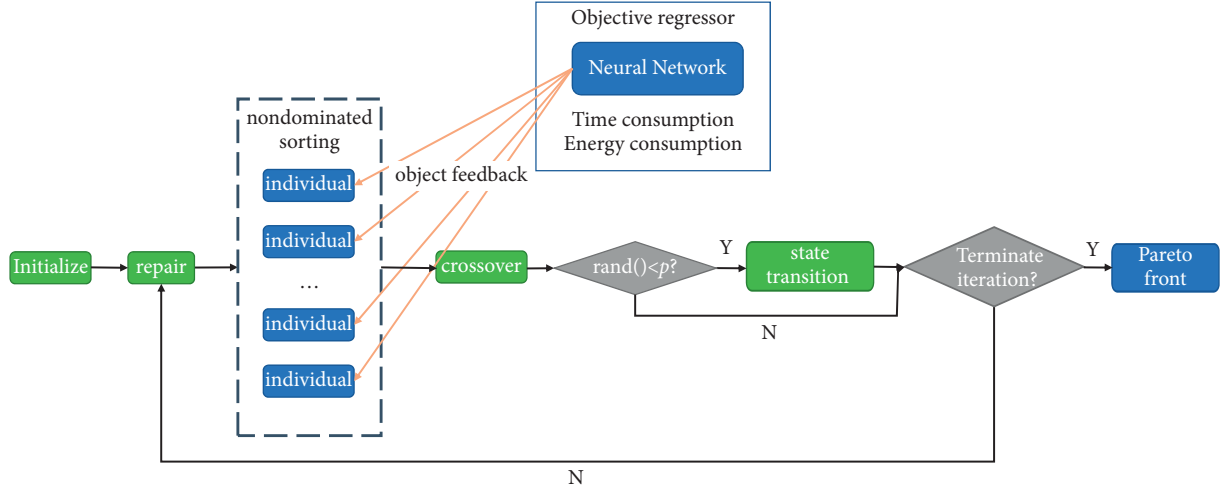 Objective regressor
Neural Network
Time consumption
Energy consumption
nondominated
sorting
object feedback
individual
individual
...
individual
individual
Initialize
repair
crossover
rand()<p?
Y
state
transition
N
Terminate
iteration?
Y
Pareto
front
N